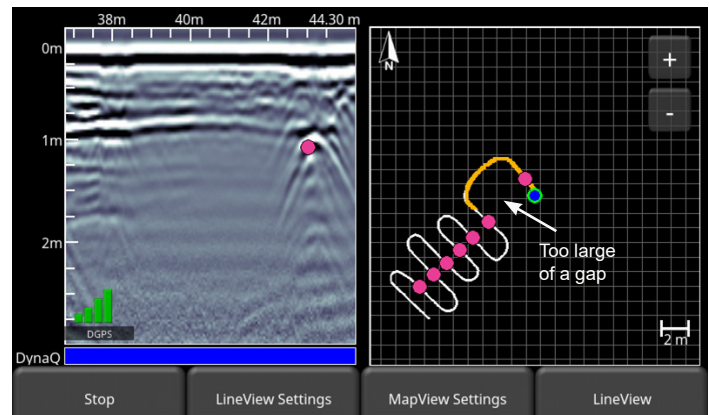 38m 40m 42m 44.30 m
0m
1m
2m
DGPS
DynaQ
N
+
-
Too large
of a gap
2 m
Stop LineView Settings MapView Settings LineView